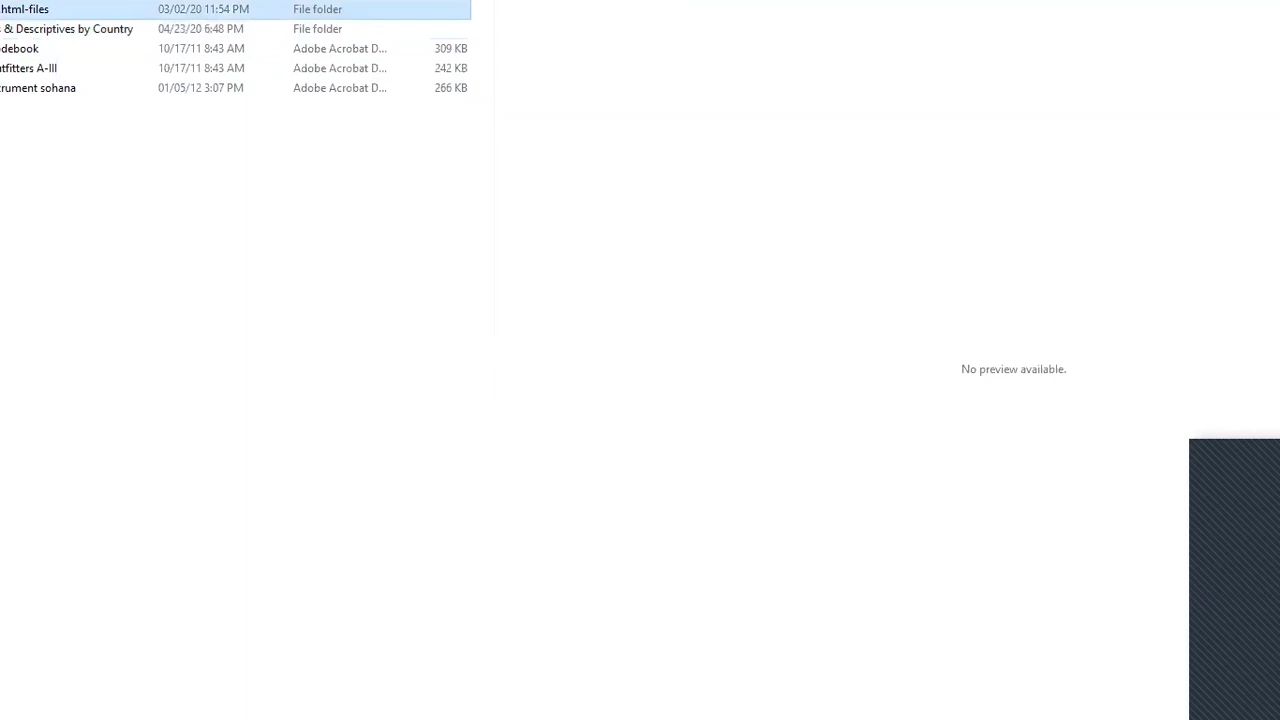 .html-files 03/02/20 11:54 PM File folder
& Descriptives by Country 04/23/20 6:48 PM File folder
debook 10/17/11 8:43 AM Adobe Acrobat D... 309 KB
tfitters A-III 10/17/11 8:43 AM Adobe Acrobat D... 242 KB
rument sohana 01/05/12 3:07 PM Adobe Acrobat D... 266 KB
No preview available.